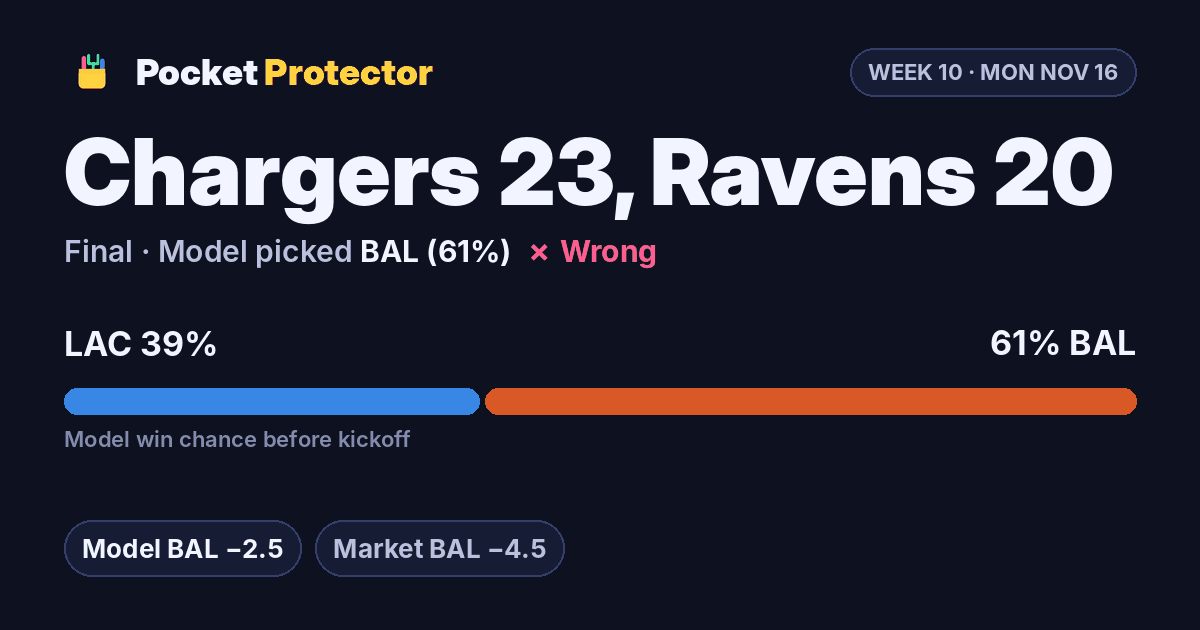 Pocket Protector
WEEK 10 · MON NOV 16
Chargers 23, Ravens 20
Final · Model picked BAL (61%) × Wrong
LAC 39%
61% BAL
Model win chance before kickoff
Model BAL −2.5
Market BAL −4.5